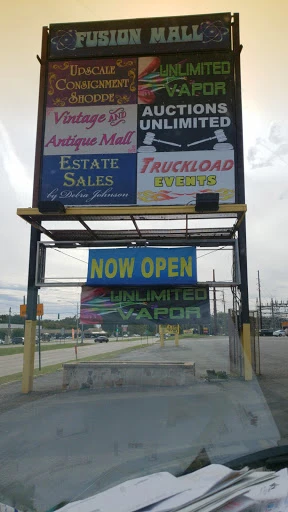 FUSION MALL
UPSCALE
CONSIGNMENT
SHOPPE
UNLIMITED
VAPOR
Vintage AND
Antique Mall
AUCTIONS
UNLIMITED
ESTATE
SALES
by Debra Johnson
TRUCKLOAD
EVENTS
NOW OPEN
UNLIMITED
VAPOR